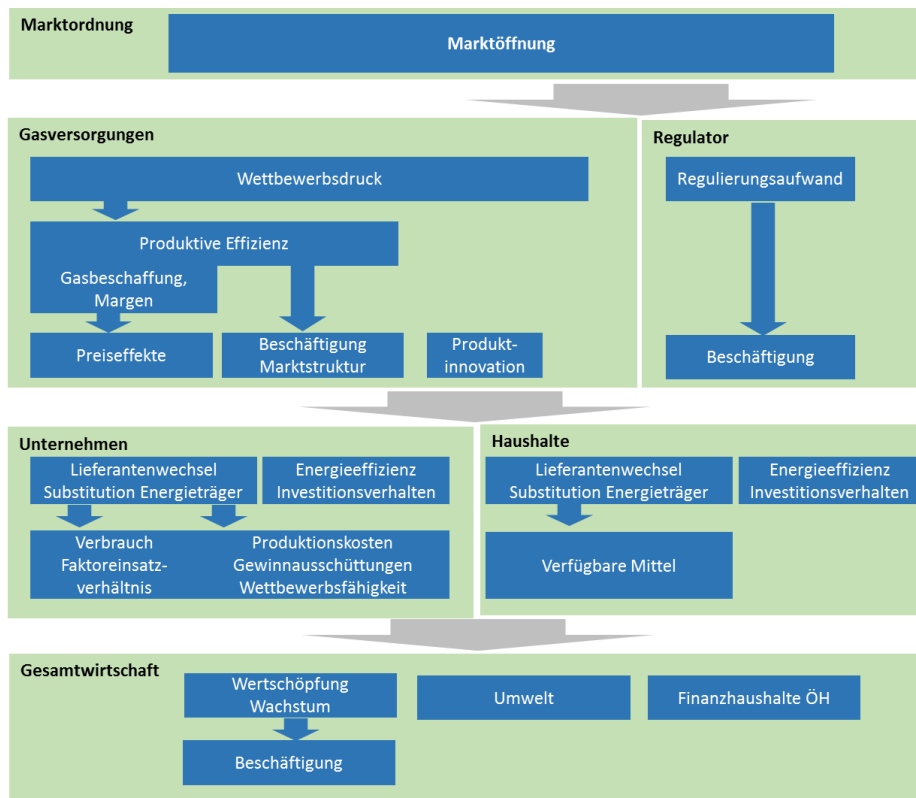 Marktordnung
Marktöffnung
Gasversorgungen
Wettbewerbsdruck
Produktive Effizienz
Gasbeschaffung,
Margen
Preiseffekte
Beschäftigung
Marktstruktur
Produkt-
innovation
Regulator
Regulierungsaufwand
Beschäftigung
Unternehmen
Lieferantenwechsel
Substitution Energieträger
Energieeffizienz
Investitionsverhalten
Verbrauch
Faktoreinsatz-
verhältnis
Produktionskosten
Gewinnausschüttungen
Wettbewerbsfähigkeit
Haushalte
Lieferantenwechsel
Substitution Energieträger
Energieeffizienz
Investitionsverhalten
Verfügbare Mittel
Gesamtwirtschaft
Wertschöpfung
Wachstum
Beschäftigung
Umwelt
Finanzhaushalte ÖH